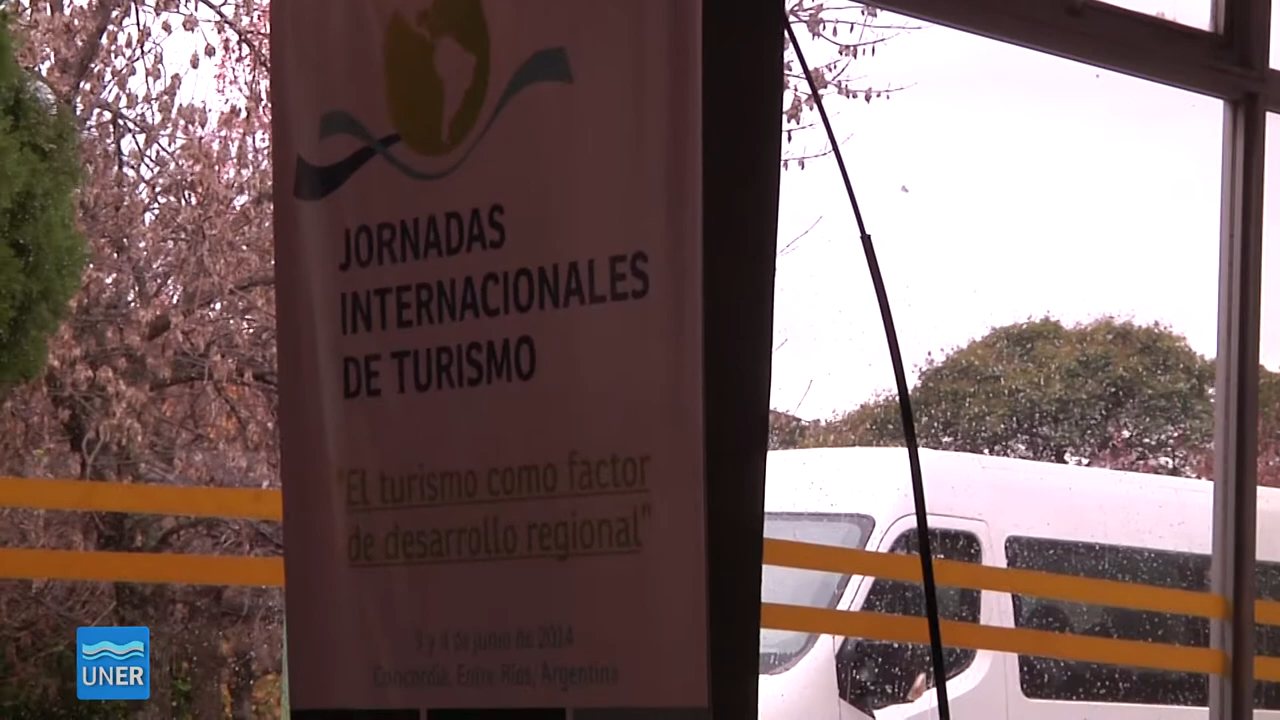 JORNADAS
INTERNACIONALES
DE TURISMO
"El turismo como factor
de desarrollo regional"
3 y 4 de junio de 2014
Concordia, Entre Ríos, Argentina
UNER